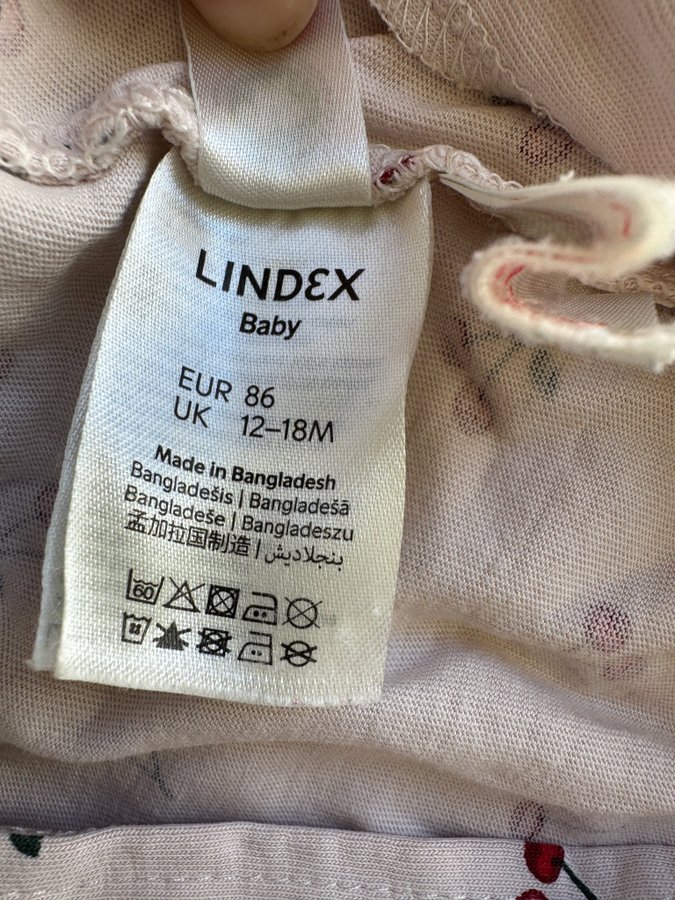 LINDEX
Baby
EUR 86
UK 12–18M
Made in Bangladesh
Bangladešis | Bangladešā
Bangladeše | Bangladeszu
孟加拉国制造 | بنجلاديش
60